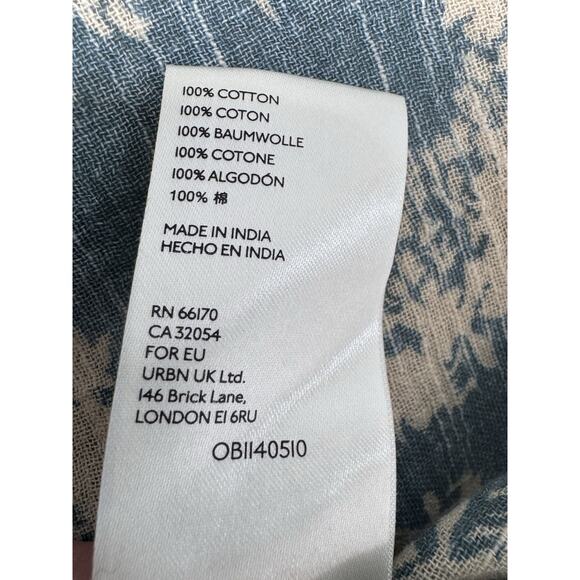 100% COTTON
100% COTON
100% BAUMWOLLE
100% COTONE
100% ALGODÓN
100% 棉
MADE IN INDIA
HECHO EN INDIA
RN 66170
CA 32054
FOR EU
URBN UK Ltd.
146 Brick Lane,
LONDON E1 6RU
OB1140510